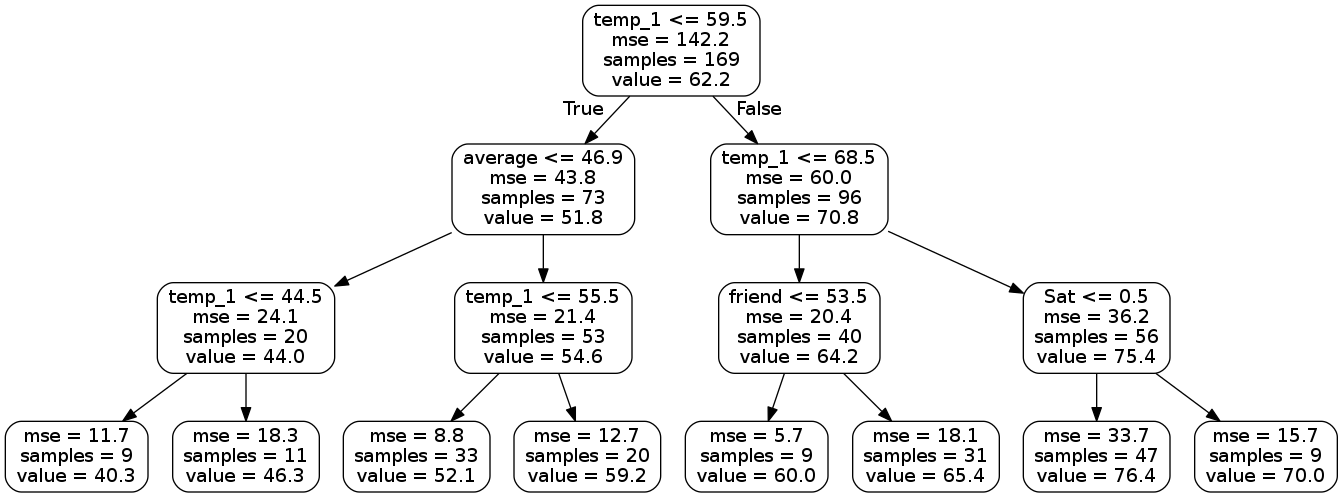 temp_1 <= 59.5
mse = 142.2
samples = 169
value = 62.2
True
False
average <= 46.9
mse = 43.8
samples = 73
value = 51.8
temp_1 <= 68.5
mse = 60.0
samples = 96
value = 70.8
temp_1 <= 44.5
mse = 24.1
samples = 20
value = 44.0
temp_1 <= 55.5
mse = 21.4
samples = 53
value = 54.6
friend <= 53.5
mse = 20.4
samples = 40
value = 64.2
Sat <= 0.5
mse = 36.2
samples = 56
value = 75.4
mse = 11.7
samples = 9
value = 40.3
mse = 18.3
samples = 11
value = 46.3
mse = 8.8
samples = 33
value = 52.1
mse = 12.7
samples = 20
value = 59.2
mse = 5.7
samples = 9
value = 60.0
mse = 18.1
samples = 31
value = 65.4
mse = 33.7
samples = 47
value = 76.4
mse = 15.7
samples = 9
value = 70.0